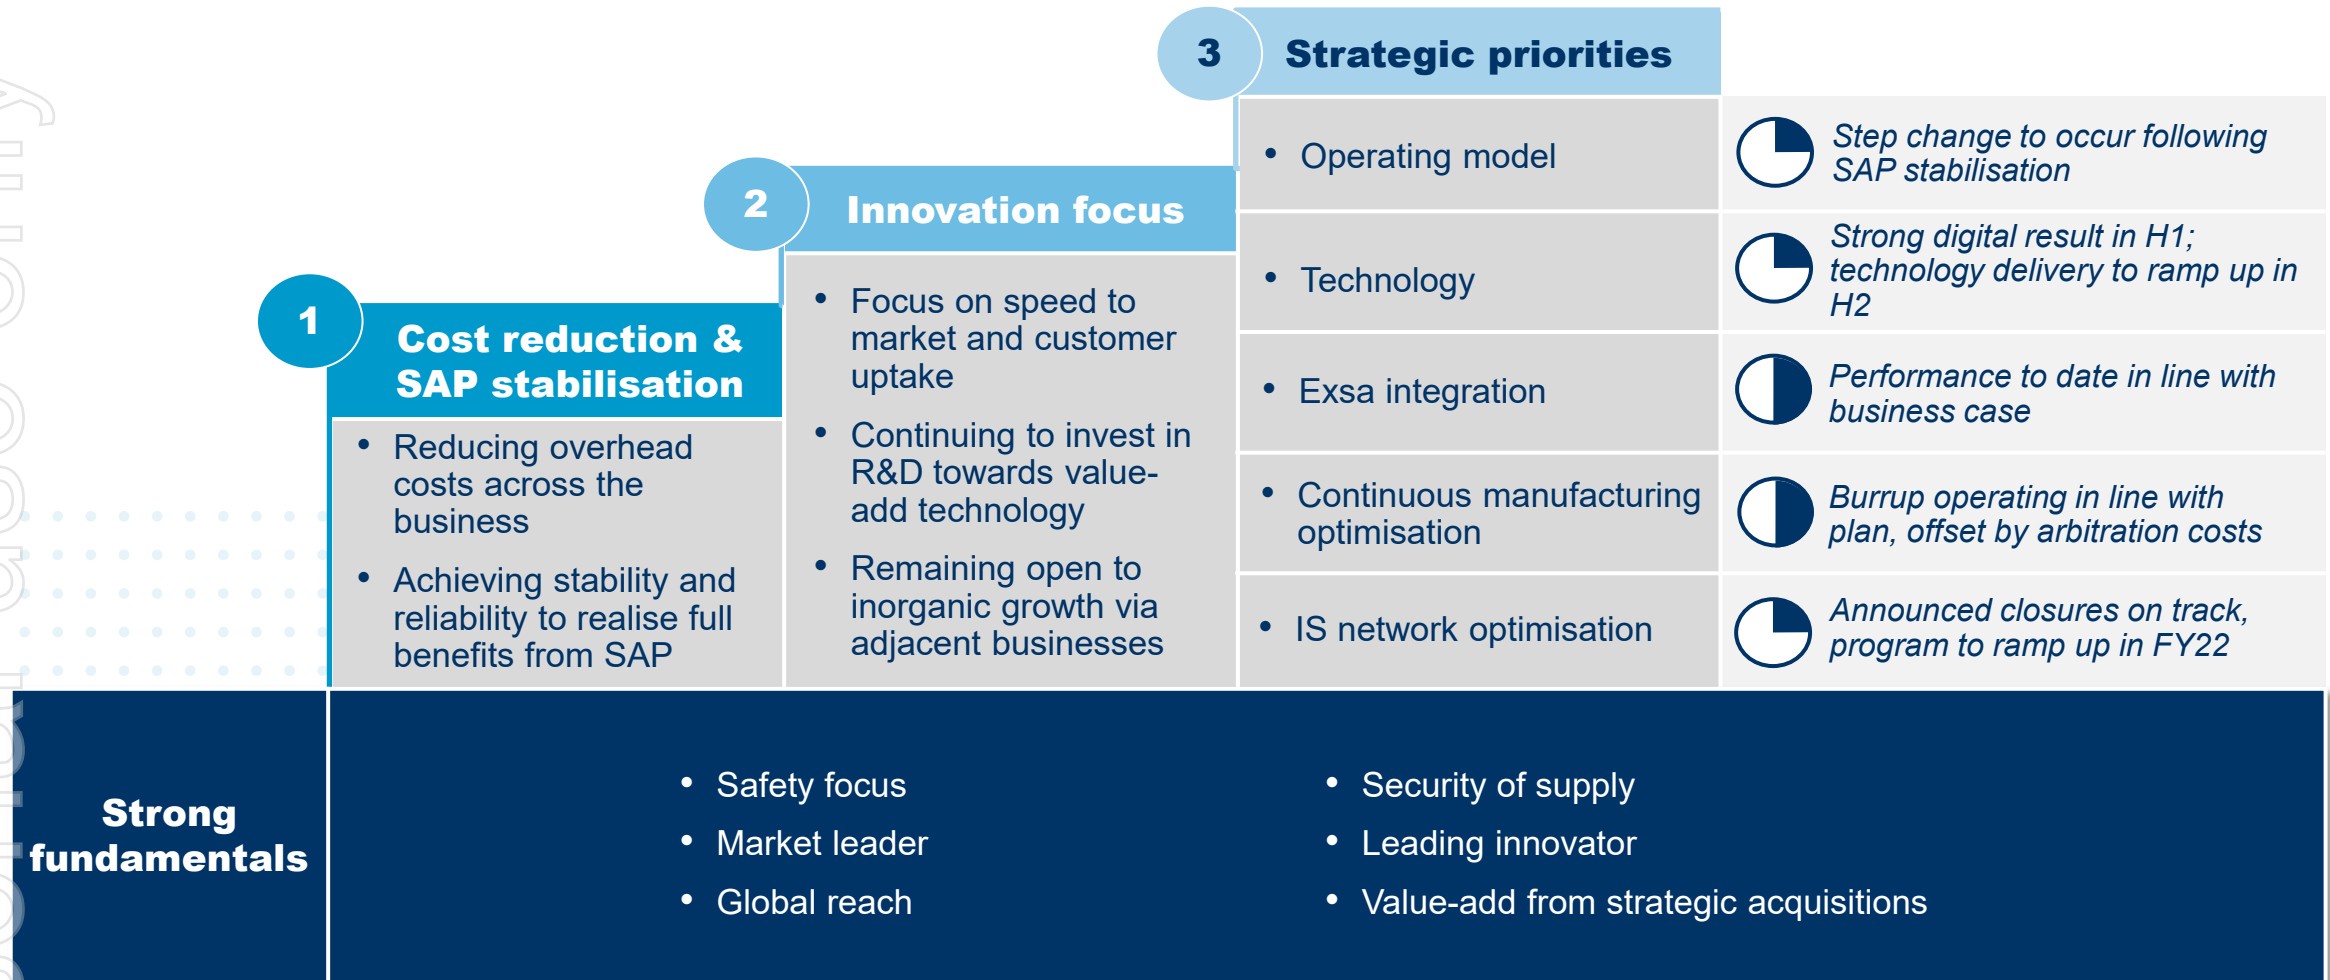 3
Strategic priorities
• Operating model
Step change to occur following
SAP stabilisation
2
Innovation focus
• Technology
Strong digital result in H1;
technology delivery to ramp up in
H2
1
Cost reduction &
SAP stabilisation
• Focus on speed to
market and customer
uptake
• Continuing to invest in
R&D towards value-
add technology
• Remaining open to
inorganic growth via
adjacent businesses
• Exsa integration
Performance to date in line with
business case
• Reducing overhead
costs across the
business
• Achieving stability and
reliability to realise full
benefits from SAP
• Continuous manufacturing
optimisation
Burrup operating in line with
plan, offset by arbitration costs
• IS network optimisation
Announced closures on track,
program to ramp up in FY22
Strong
fundamentals
• Safety focus
• Market leader
• Global reach
• Security of supply
• Leading innovator
• Value-add from strategic acquisitions